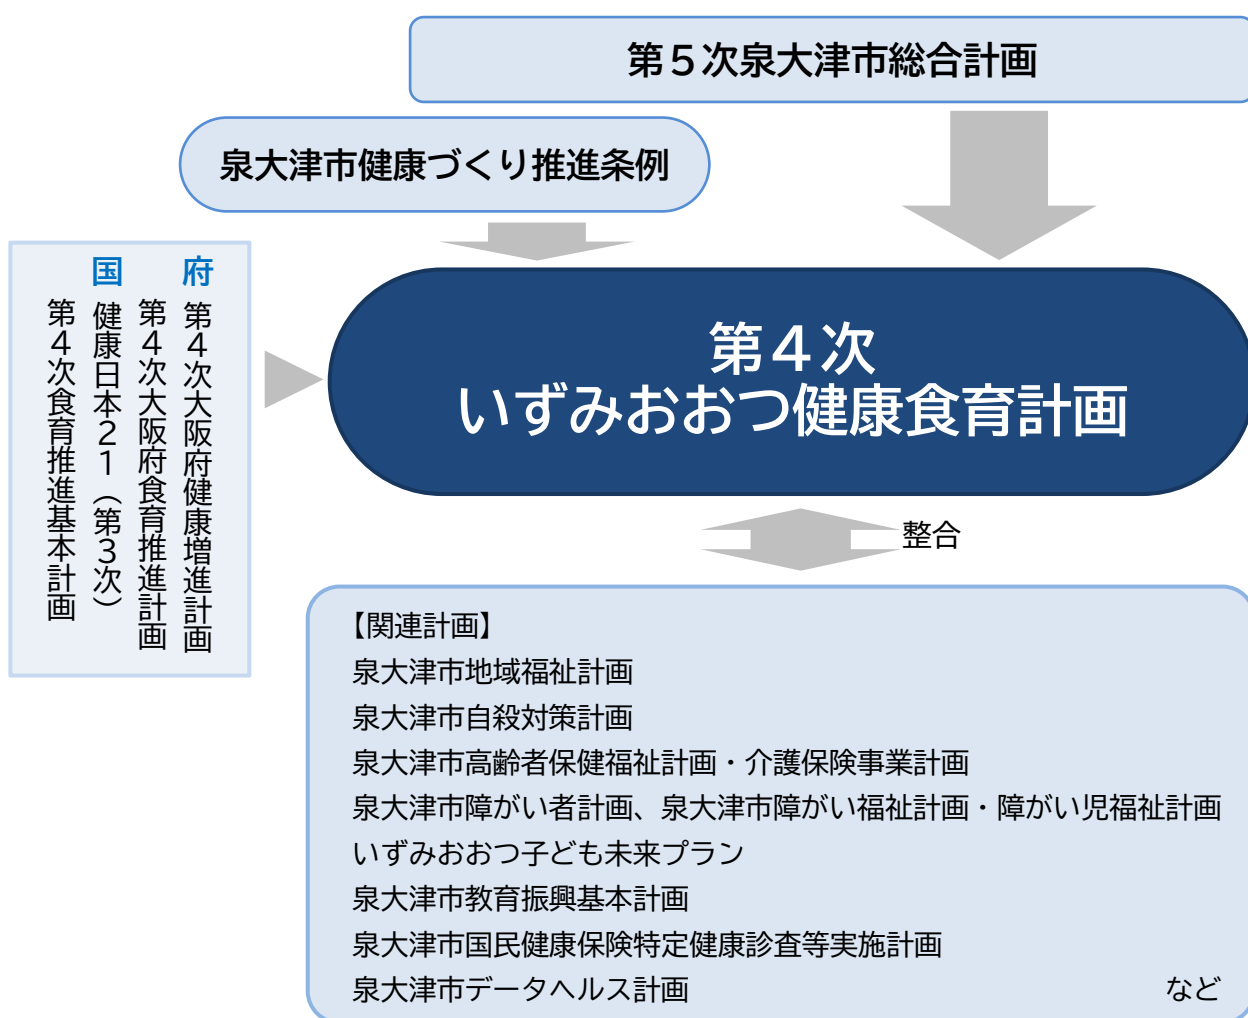 第５次泉大津市総合計画
泉大津市健康づくり推進条例
府 第４次大阪府健康増進計画
第４次大阪府食育推進計画
国 健康日本２１（第３次）
第４次食育推進基本計画
第４次
いずみおおつ健康食育計画
整合
【関連計画】
泉大津市地域福祉計画
泉大津市自殺対策計画
泉大津市高齢者保健福祉計画・介護保険事業計画
泉大津市障がい者計画、泉大津市障がい福祉計画・障がい児福祉計画
いずみおおつ子ども未来プラン
泉大津市教育振興基本計画
泉大津市国民健康保険特定健康診査等実施計画
泉大津市データヘルス計画 など